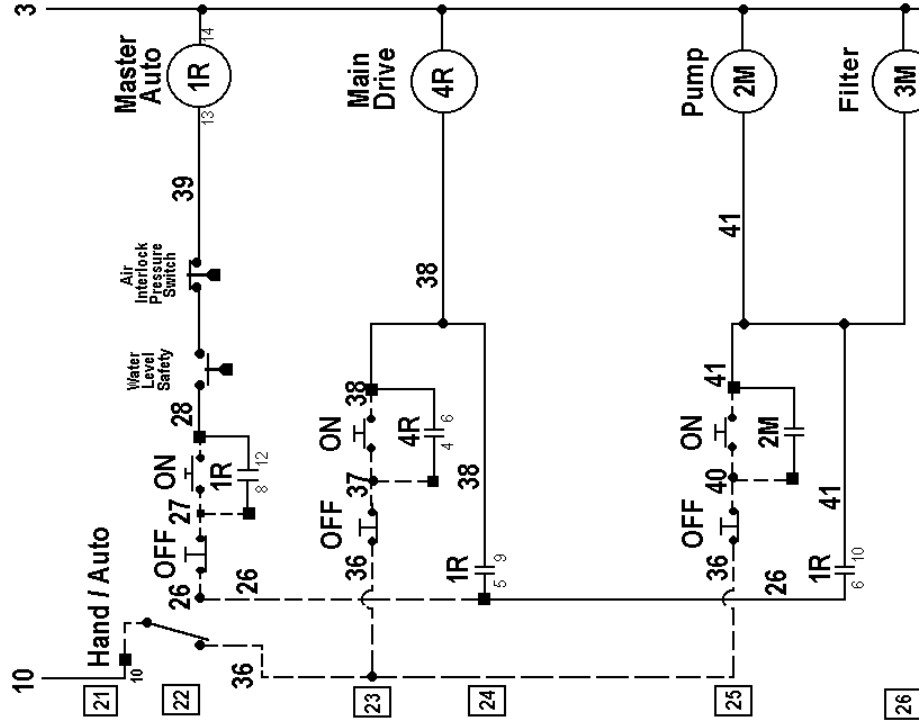 10
3
21
Hand / Auto
10
22
26
OFF
27
ON
28
Water
Level
Safety
Air
Interlock
Pressure
Switch
39
Master
Auto
13
1R
14
1R
8
12
26
36
23
36
OFF
37
ON
38
38
Main
Drive
4R
4R
4
6
24
1R
5
9
38
25
36
OFF
40
ON
41
41
Pump
2M
2M
26
1R
6
10
41
26
Filter
3M